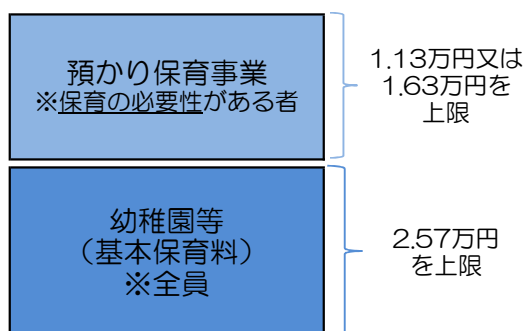 預かり保育事業
※保育の必要性がある者
1.13万円又は
1.63万円を
上限
幼稚園等
（基本保育料）
※全員
2.57万円
を上限